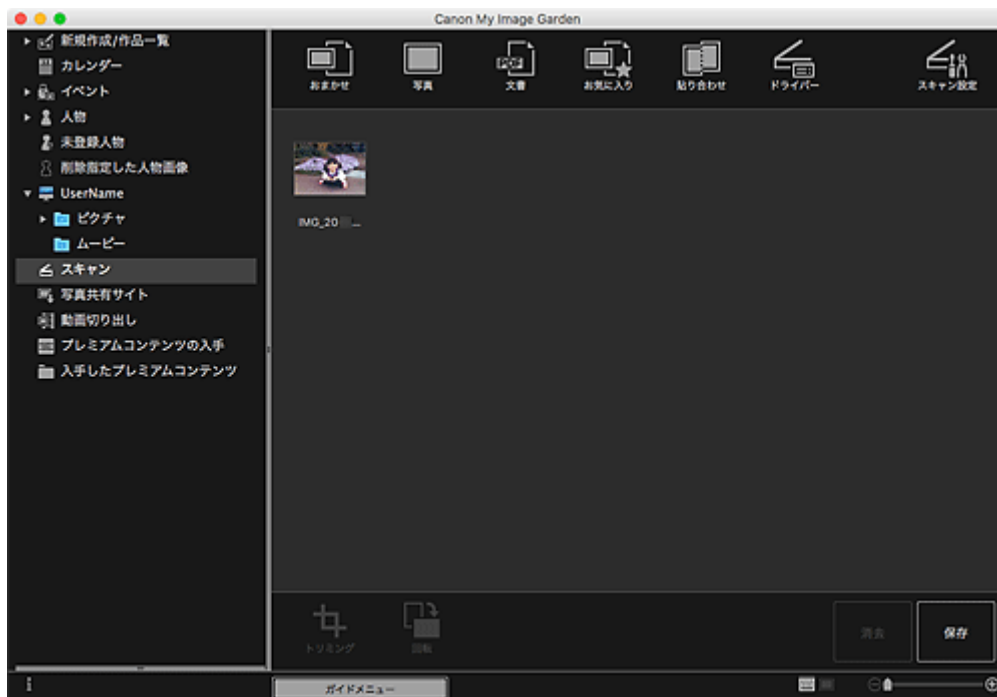 Canon My Image Garden
新規作成/作品一覧
カレンダー
イベント
人物
未登録人物
削除指定した人物画像
UserName
ピクチャ
ムービー
スキャン
写真共有サイト
動画切り出し
プレミアムコンテンツの入手
入手したプレミアムコンテンツ
おまかせ
写真
PDF
文書
お気に入り
貼り合わせ
ドライバー
スキャン設定
IMG_20 ...
トリミング
回転
消去
保存
ガイドメニュー